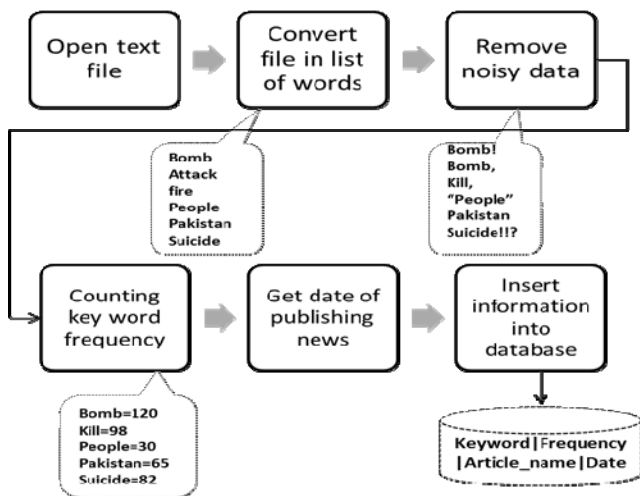 Open text
file
Convert
file in list
of words
Remove
noisy data
Bomb
Attack
fire
People
Pakistan
Suicide
Bomb!
Bomb,
Kill,
“People”
Pakistan
Suicide!!?
Counting
key word
frequency
Get date of
publishing
news
Insert
information
into
database
Bomb=120
Kill=98
People=30
Pakistan=65
Suicide=82
Keyword|Frequency
|Article_name|Date